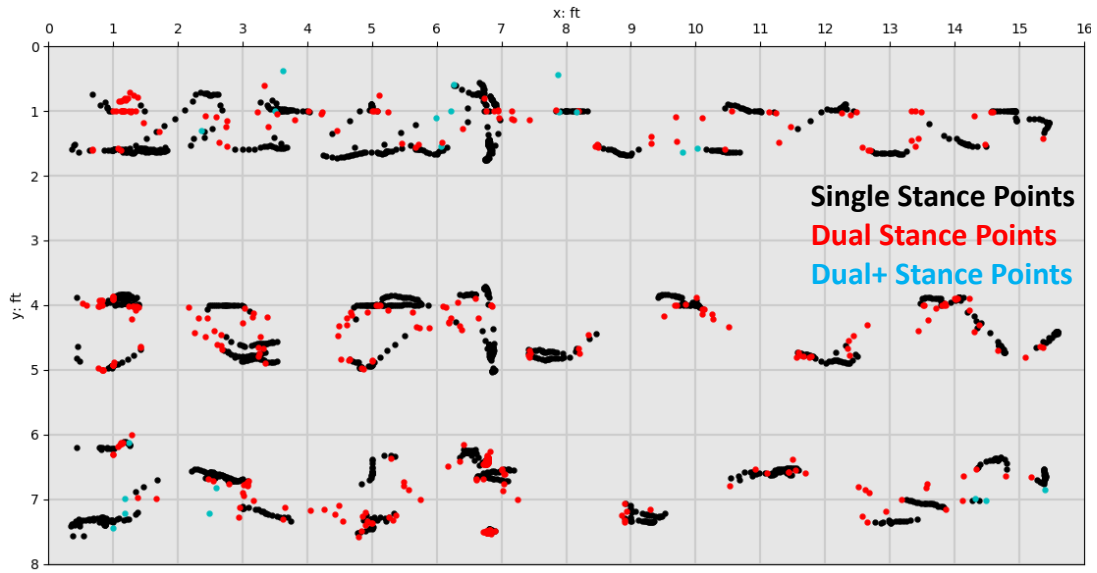 x: ft
0 1 2 3 4 5 6 7 8 9 10 11 12 13 14 15 16
0
1
2
Single Stance Points
3
Dual Stance Points
Dual+ Stance Points
y: ft
4
5
6
7
8